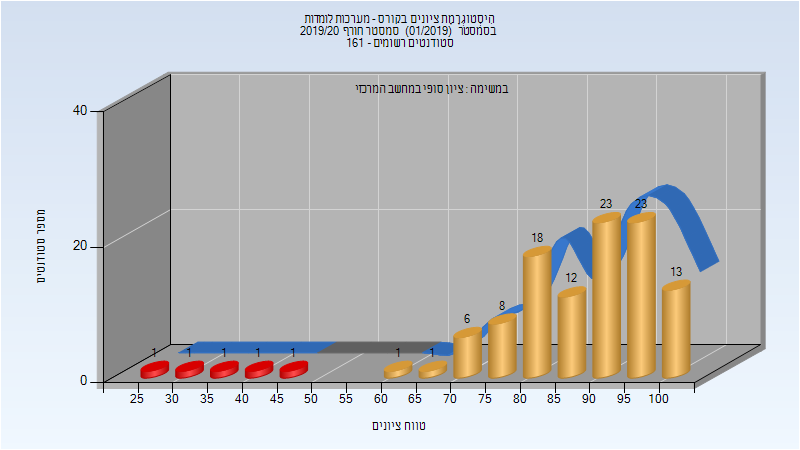 היסטוגרמת ציונים בקורס - מערכות לומדות
בסמסטר (01/2019) סמסטר חורף 2019/20
סטודנטים רשומים - 161
במשימה : ציון סופי במחשב המרכזי
מספר סטודנטים
40
20
0
1 1 1 1 1 1 1 6 8 18 12 23 23 13
25 30 35 40 45 50 55 60 65 70 75 80 85 90 95 100
טווח ציונים